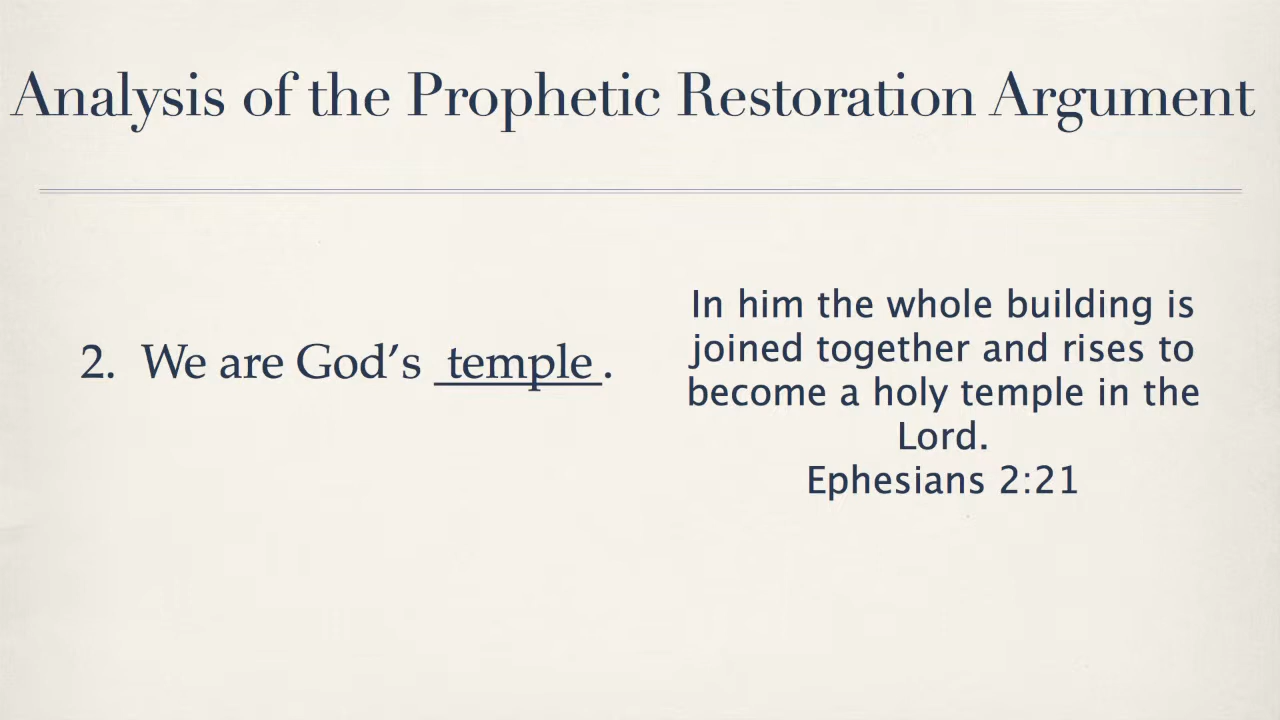 Analysis of the Prophetic Restoration Argument
2. We are God’s temple.
In him the whole building is
joined together and rises to
become a holy temple in the
Lord.
Ephesians 2:21